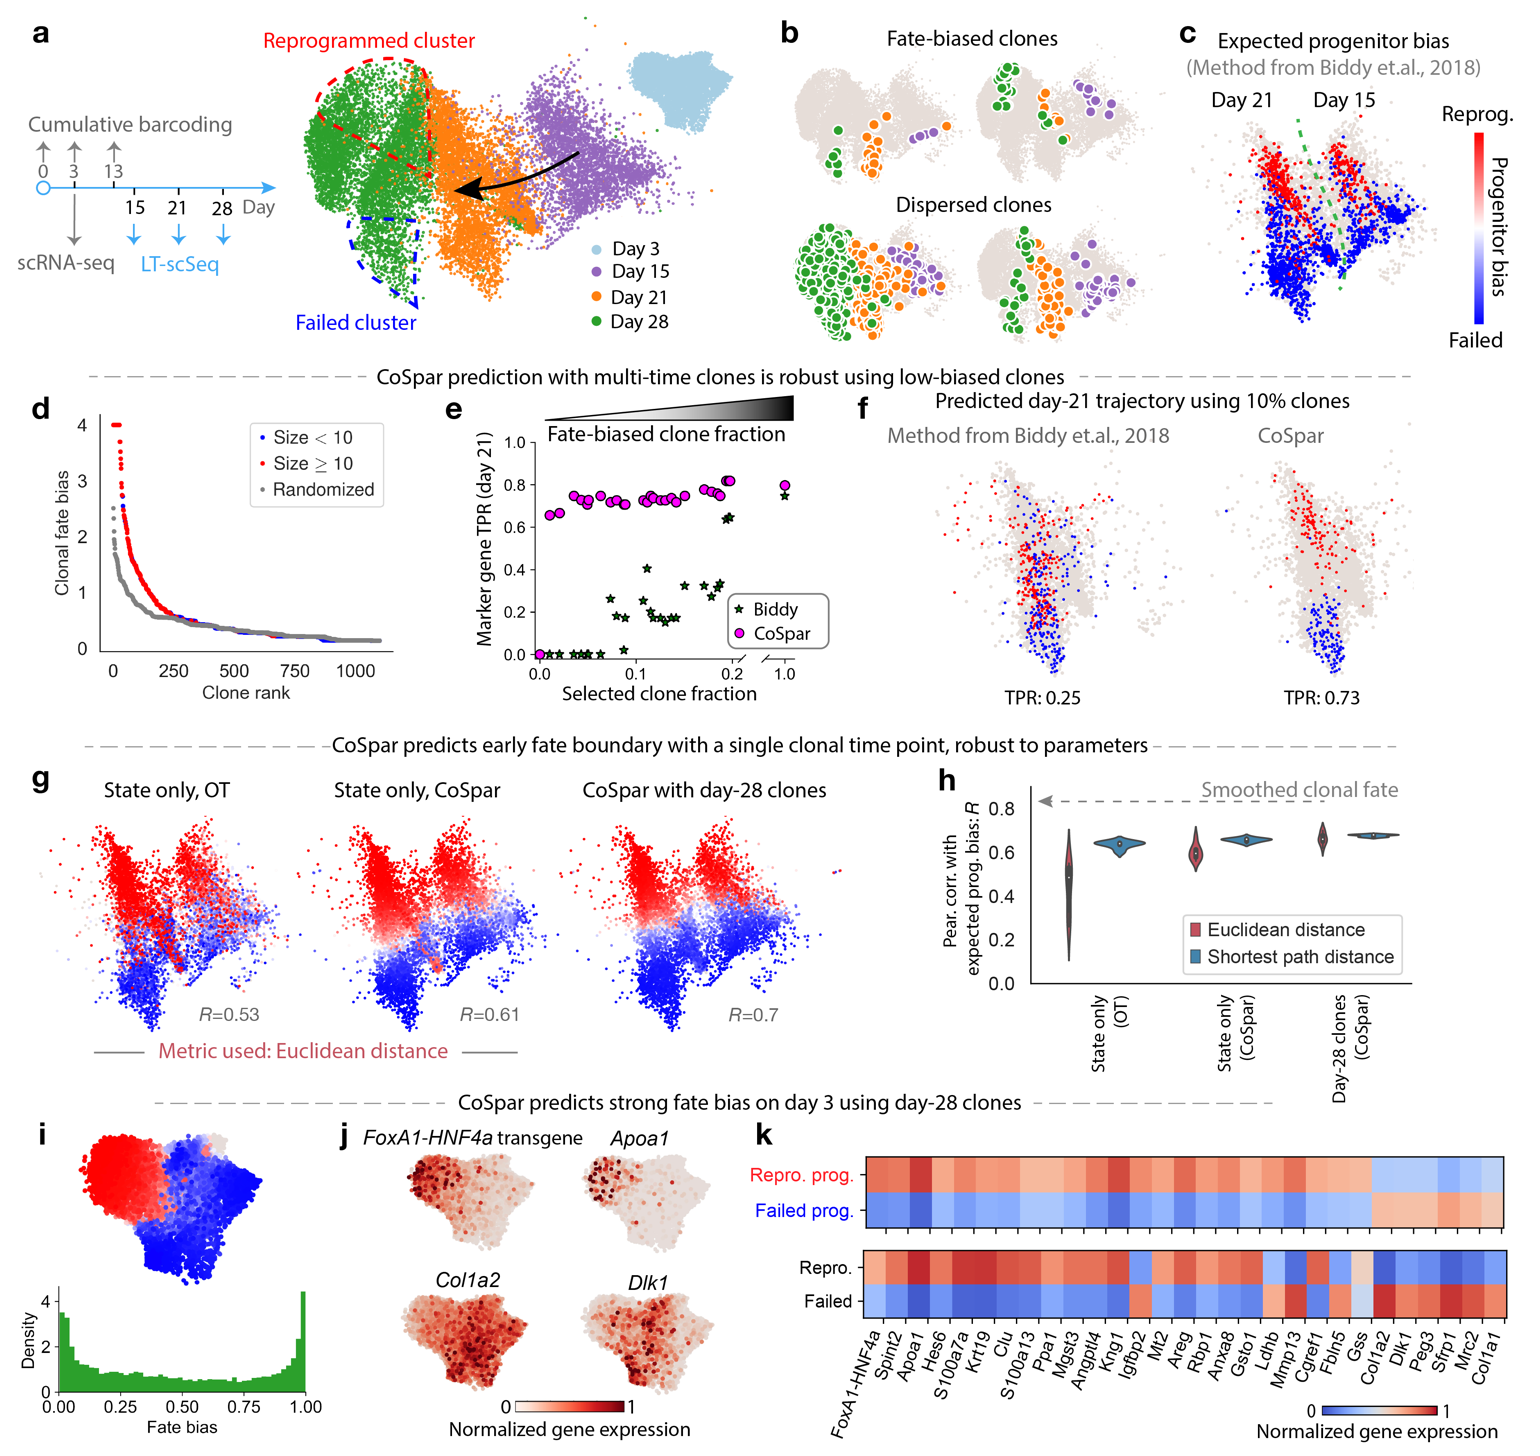 a
Reprogrammed cluster
Cumulative barcoding
0 3 13
15 21 28 Day
scRNA-seq LT-scSeq
Failed cluster
Day 3
Day 15
Day 21
Day 28
b
Fate-biased clones
Dispersed clones
c
Expected progenitor bias
(Method from Biddy et.al., 2018)
Day 21 Day 15
Reprog.
Progenitor bias
Failed
CoSpar prediction with multi-time clones is robust using low-biased clones
d
Clonal fate bias
4
3
2
1
0
Size < 10
Size ≥ 10
Randomized
0 250 500 750 1000
Clone rank
e
Fate-biased clone fraction
Marker gene TPR (day 21)
1.0
0.8
0.6
0.4
0.2
0.0
Biddy
CoSpar
0.0 0.1 0.2 1.0
Selected clone fraction
f
Predicted day-21 trajectory using 10% clones
Method from Biddy et.al., 2018 CoSpar
TPR: 0.25 TPR: 0.73
CoSpar predicts early fate boundary with a single clonal time point, robust to parameters
g
State only, OT State only, CoSpar CoSpar with day-28 clones
R=0.53 R=0.61 R=0.7
Metric used: Euclidean distance
h
Smoothed clonal fate
Pear. corr. with
expected prog. bias: R
0.8
0.6
0.4
0.2
0.0
Euclidean distance
Shortest path distance
State only
(OT)
State only
(CoSpar)
Day-28 clones
(CoSpar)
CoSpar predicts strong fate bias on day 3 using day-28 clones
i
Density
4
2
0
0.00 0.25 0.50 0.75 1.00
Fate bias
j
FoxA1-HNF4a transgene Apoa1
Col1a2 Dlk1
0 1
Normalized gene expression
k
Repro. prog.
Failed prog.
Repro.
Failed
FoxA1-HNF4a
Spint2
Apoa1
Hes6
S100a7a
Krt19
Clu
S100a13
Ppa1
Mgst3
Angptl4
Kng1
Igfbp2
Mt2
Areg
Rbp1
Anxa8
Gsto1
Ldhb
Mmp13
Cgref1
Fbln5
Gss
Col1a2
Dlk1
Peg3
Sfrp1
Mrc2
Col1a1
0 1
Normalized gene expression